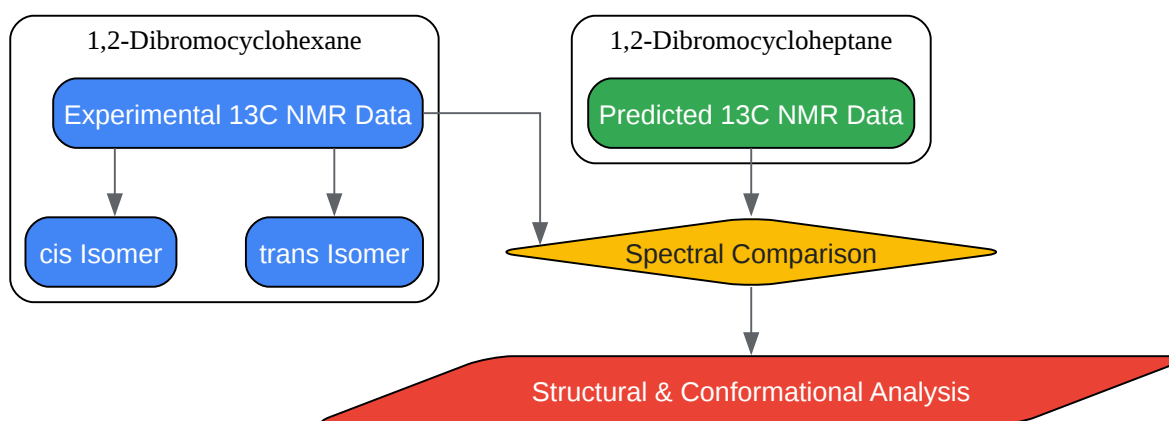 1,2-Dibromocyclohexane
1,2-Dibromocycloheptane
Experimental 13C NMR Data
Predicted 13C NMR Data
cis Isomer
trans Isomer
Spectral Comparison
Structural & Conformational Analysis